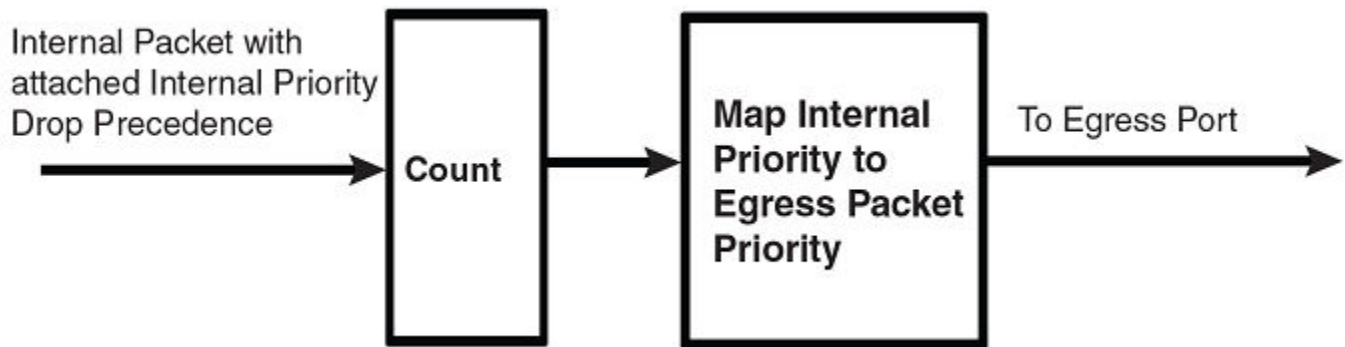 Internal Packet with
attached Internal Priority
Drop Precedence
Count
Map Internal
Priority to
Egress Packet
Priority
To Egress Port